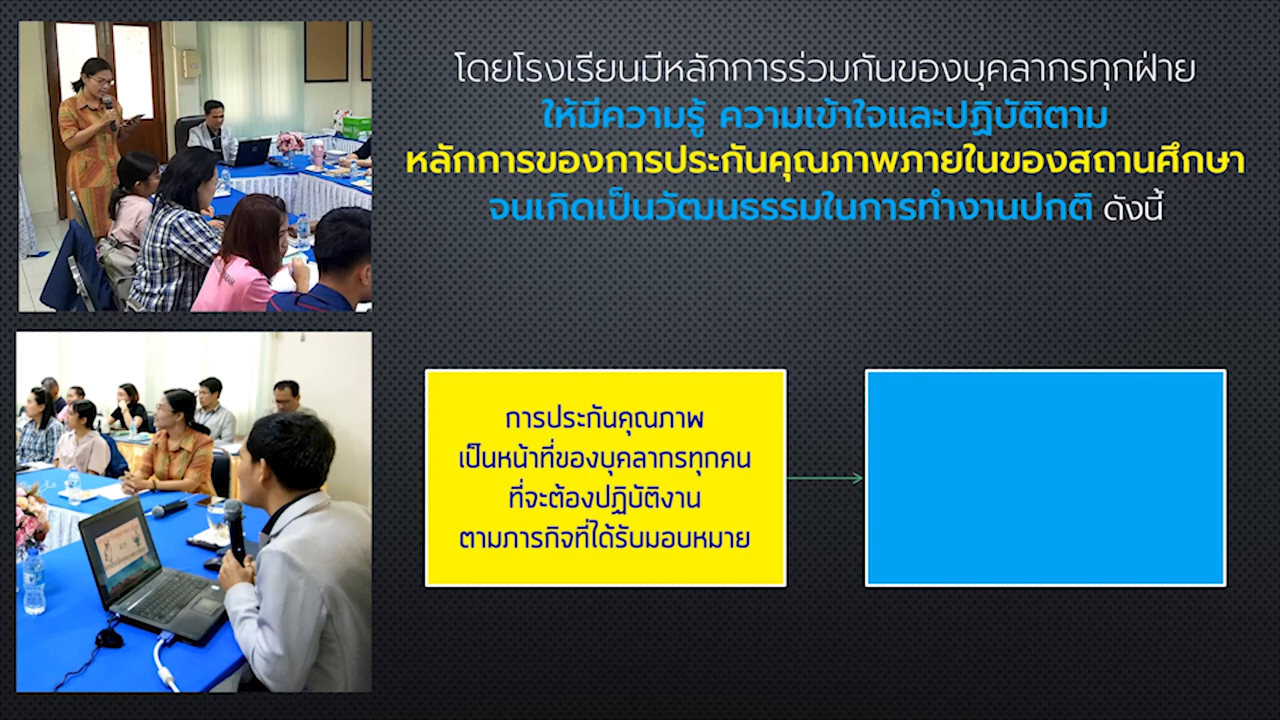 โดยโรงเรียนมีหลักการร่วมกันของบุคลากรทุกฝ่าย
ให้มีความรู้ ความเข้าใจและปฏิบัติตาม
หลักการของการประกันคุณภาพภายในของสถานศึกษา
จนเกิดเป็นวัฒนธรรมในการทำงานปกติ ดังนี้
การประกันคุณภาพ
เป็นหน้าที่ของบุคลากรทุกคน
ที่จะต้องปฏิบัติงาน
ตามภารกิจที่ได้รับมอบหมาย